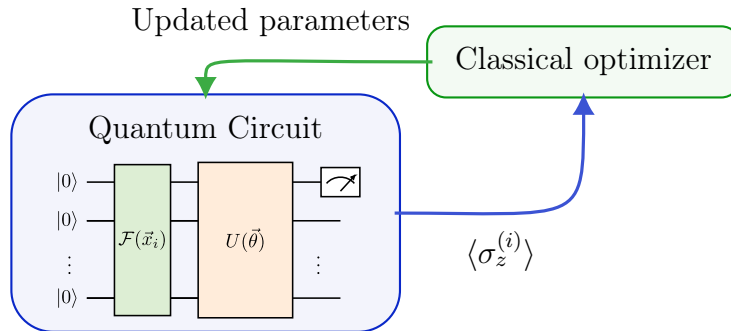 Updated parameters
Classical optimizer
Quantum Circuit
|0⟩
|0⟩
⋮
|0⟩
𝓕(x⃗ᵢ)
U(θ⃗)
⋮
⟨σ_z^{(i)}⟩